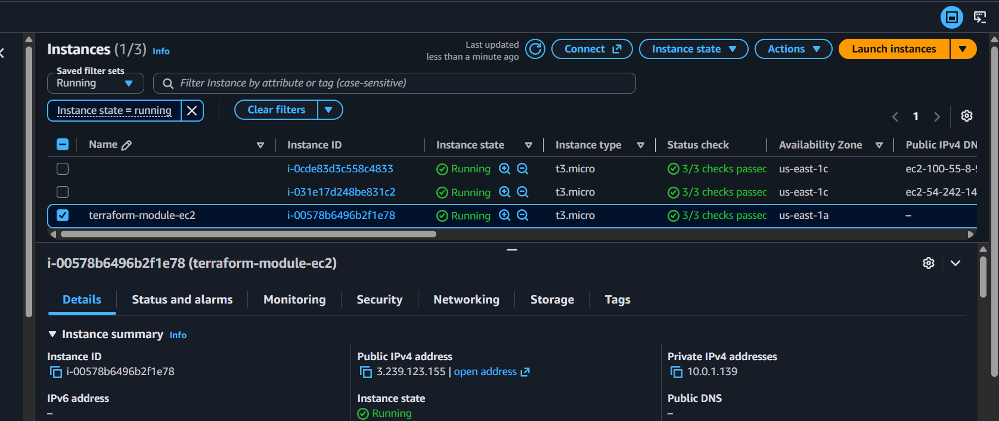 Instances (1/3) Info
Last updated
less than a minute ago
Connect
Instance state
Actions
Launch instances
Saved filter sets
Running
Filter Instance by attribute or tag (case-sensitive)
Instance state = running
Clear filters
1
Name Instance ID Instance state Instance type Status check Availability Zone Public IPv4 DN
i-0cde83d3c558c4833 Running t3.micro 3/3 checks passec us-east-1c ec2-100-55-8-9
i-031e17d248be831c2 Running t3.micro 3/3 checks passec us-east-1c ec2-54-242-14
terraform-module-ec2 i-00578b6496b2f1e78 Running t3.micro 3/3 checks passec us-east-1a –
i-00578b6496b2f1e78 (terraform-module-ec2)
Details Status and alarms Monitoring Security Networking Storage Tags
Instance summary Info
Instance ID
i-00578b6496b2f1e78
Public IPv4 address
3.239.123.155 | open address
Private IPv4 addresses
10.0.1.139
IPv6 address
–
Instance state
Running
Public DNS
–